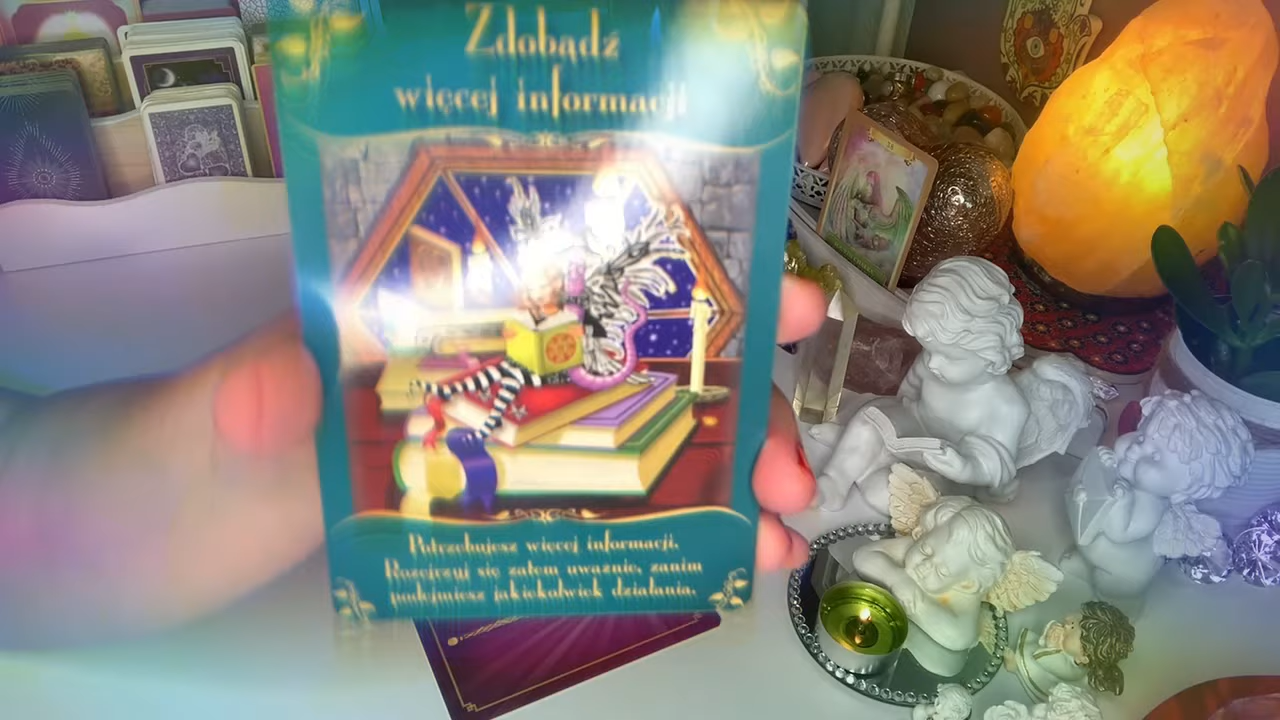 Zdobądź
więcej informacji
Potrzebujesz więcej informacji.
Rozejrzyj się zatem uważnie, zanim
podejmiesz jakiekolwiek działania.